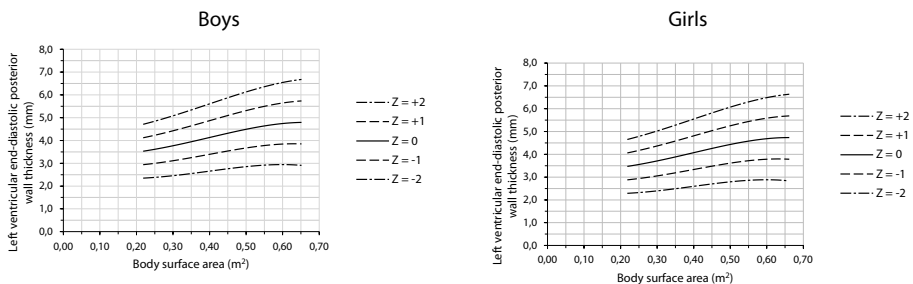 Boys
Left ventricular end-diastolic posterior
wall thickness (mm)
8,0
7,0
6,0
5,0
4,0
3,0
2,0
1,0
0,0
0,00 0,10 0,20 0,30 0,40 0,50 0,60 0,70
Body surface area (m²)
Z = +2
Z = +1
Z = 0
Z = -1
Z = -2
Girls
Left ventricular end-diastolic posterior
wall thickness (mm)
8,0
7,0
6,0
5,0
4,0
3,0
2,0
1,0
0,0
0,00 0,10 0,20 0,30 0,40 0,50 0,60 0,70
Body surface area (m²)
Z = +2
Z = +1
Z = 0
Z = -1
Z = -2